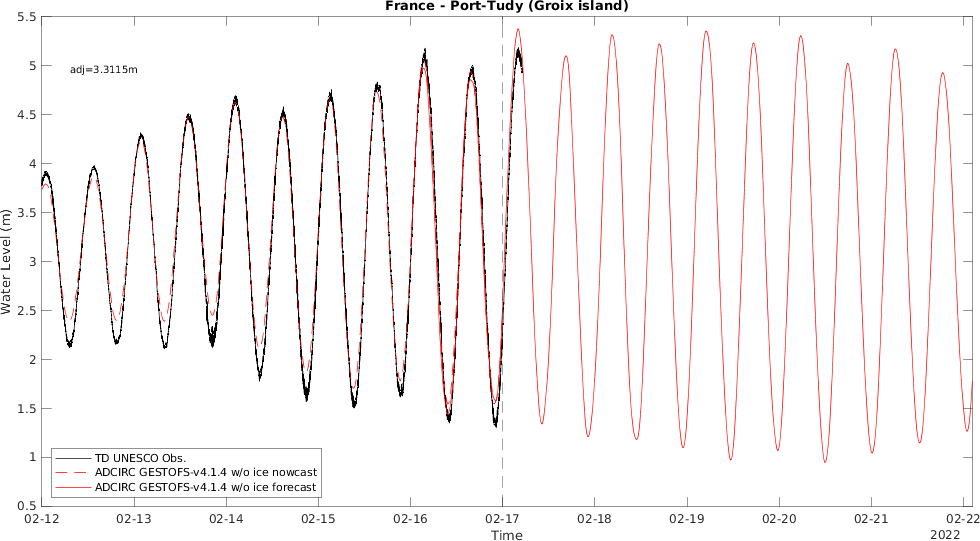 France - Port-Tudy (Groix island)
5.5
5
4.5
4
3.5
3
2.5
2
1.5
1
0.5
Water Level (m)
adj=3.3115m
TD UNESCO Obs.
ADCIRC GESTOFS-v4.1.4 w/o ice nowcast
ADCIRC GESTOFS-v4.1.4 w/o ice forecast
02-12 02-13 02-14 02-15 02-16 02-17 02-18 02-19 02-20 02-21 02-22
Time
2022